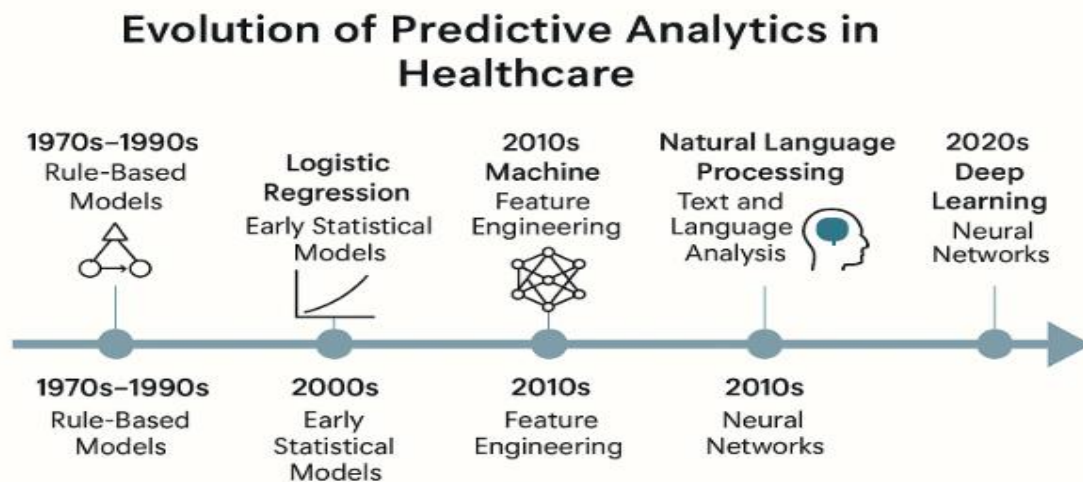 Evolution of Predictive Analytics in
Healthcare
1970s–1990s
Rule-Based
Models
Logistic
Regression
Early Statistical
Models
2010s
Machine
Feature
Engineering
Natural Language
Processing
Text and
Language
Analysis
2020s
Deep
Learning
Neural
Networks
1970s–1990s
Rule-Based
Models
2000s
Early
Statistical
Models
2010s
Feature
Engineering
2010s
Neural
Networks